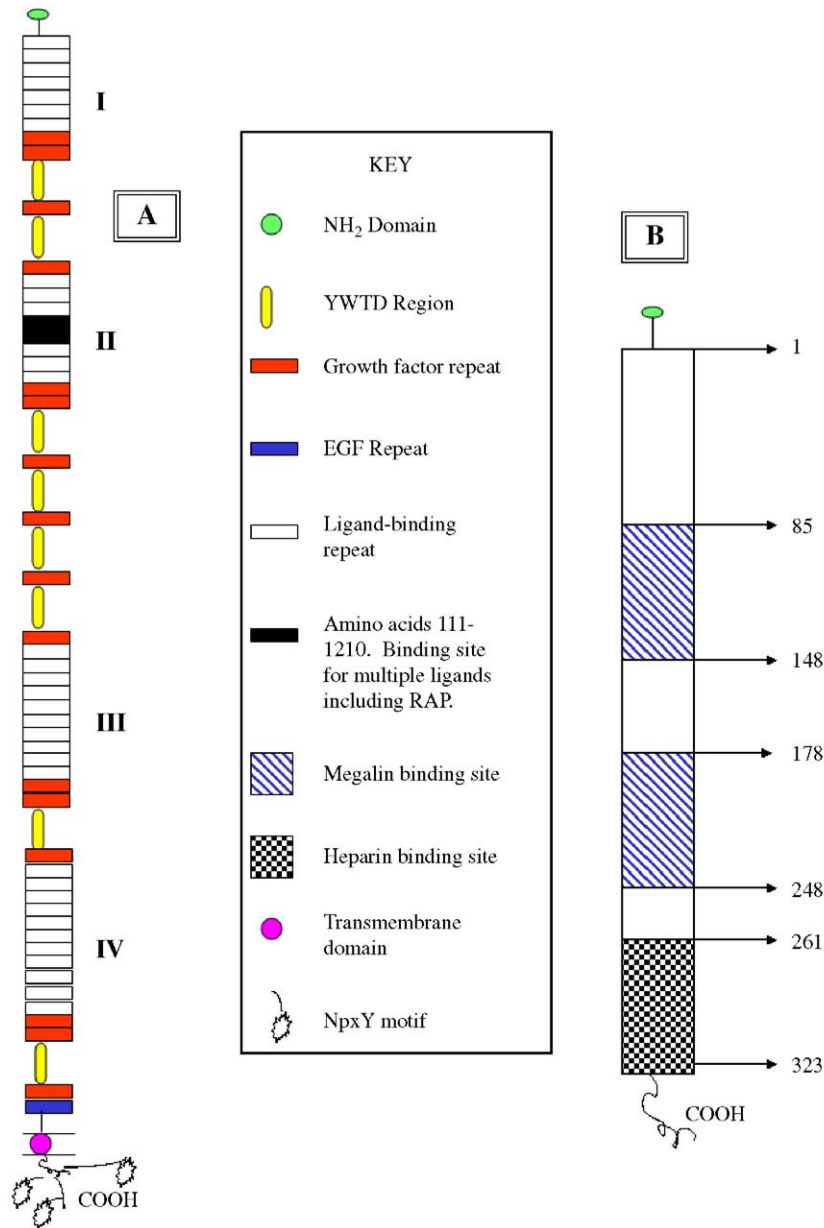 I
A
II
III
IV
COOH
KEY
NH2 Domain
YWTD Region
Growth factor repeat
EGF Repeat
Ligand-binding
repeat
Amino acids 111-
1210. Binding site
for multiple ligands
including RAP.
Megalin binding site
Heparin binding site
Transmembrane
domain
NpxY motif
B
1
85
148
178
248
261
323
COOH